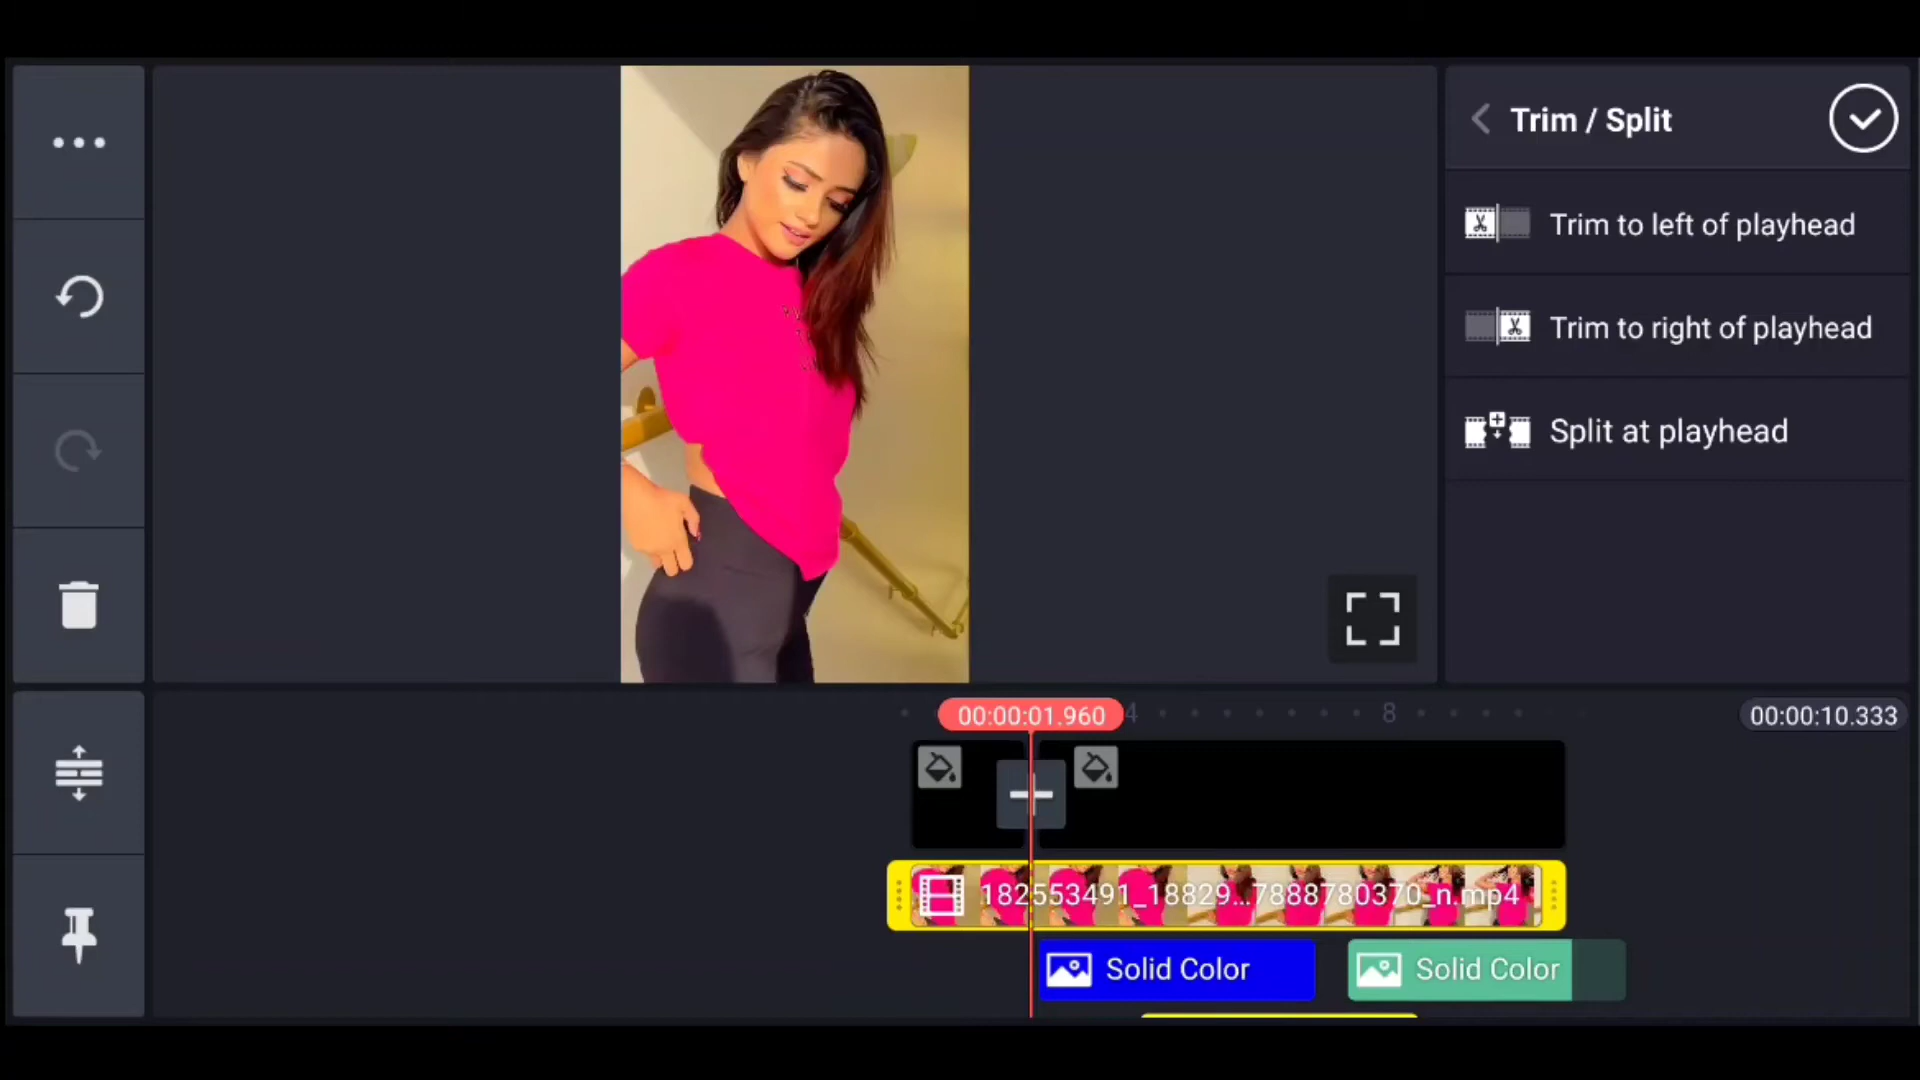 Trim / Split
Trim to left of playhead
Trim to right of playhead
Split at playhead
00:00:01.960
4
8
00:00:10.333
182553491_18829...7888780370_n.mp4
Solid Color
Solid Color